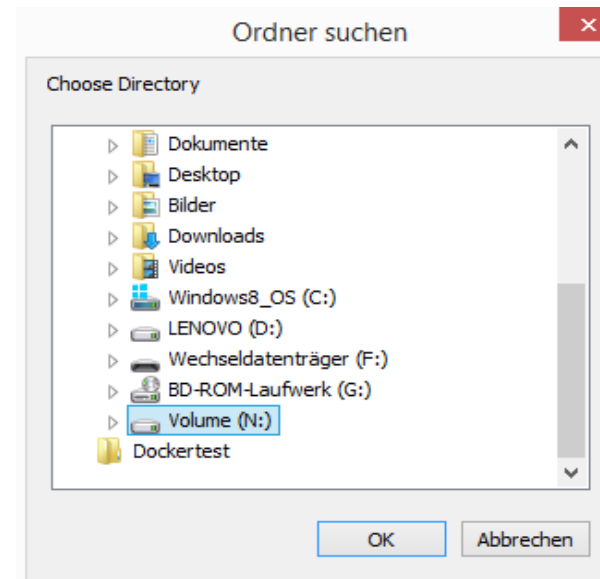 Ordner suchen
Choose Directory
Dokumente
Desktop
Bilder
Downloads
Videos
Windows8_OS (C:)
LENOVO (D:)
Wechseldatenträger (F:)
BD-ROM-Laufwerk (G:)
Volume (N:)
Dockertest
OK Abbrechen